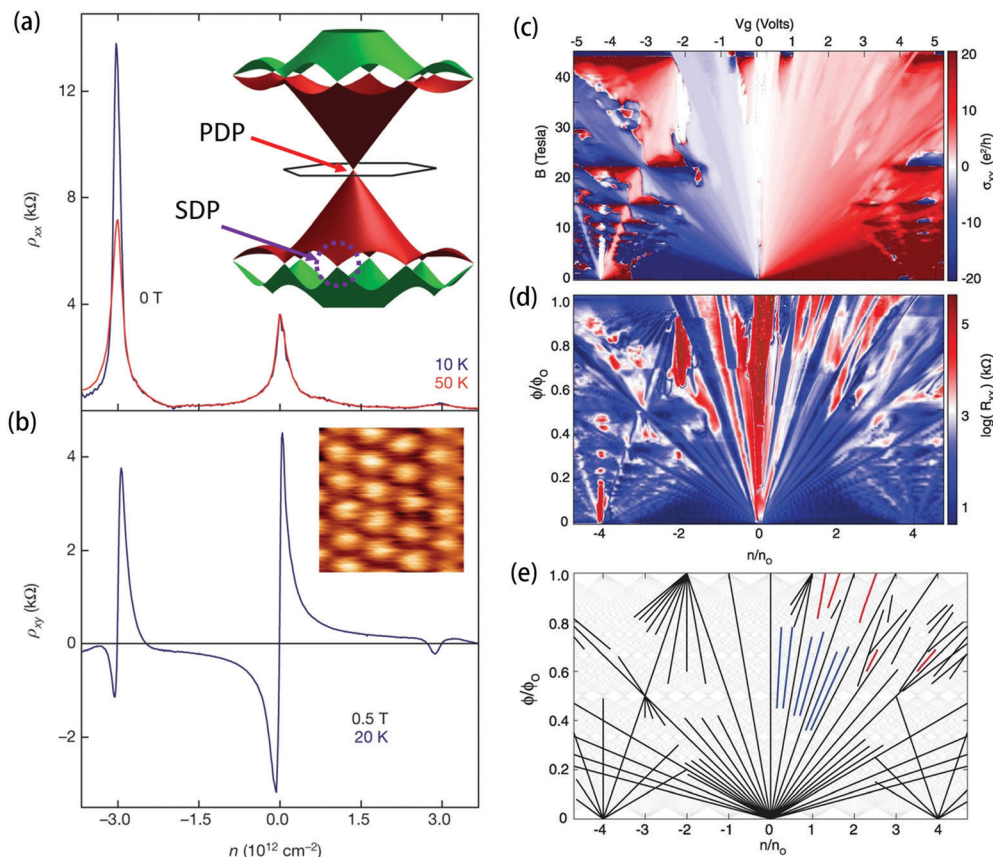 (a)
12
8
4
ρxx (kΩ)
PDP
SDP
0 T
10 K
50 K
(b)
4
2
0
−2
ρxy (kΩ)
0.5 T
20 K
−3.0 −1.5 0.0 1.5 3.0
n (10¹² cm⁻²)
(c)
Vg (Volts)
-5 -4 -3 -2 -1 0 1 2 3 4 5
40
30
20
10
0
B (Tesla)
20
10
0
-10
-20
σxy (e²/h)
(d)
1.0
0.8
0.6
0.4
0.2
0
ϕ/ϕo
5
3
1
log( Rxx ) (kΩ)
-4 -2 0 2 4
n/no
(e)
1.0
0.8
0.6
0.4
0.2
0
ϕ/ϕo
-4 -3 -2 -1 0 1 2 3 4
n/no